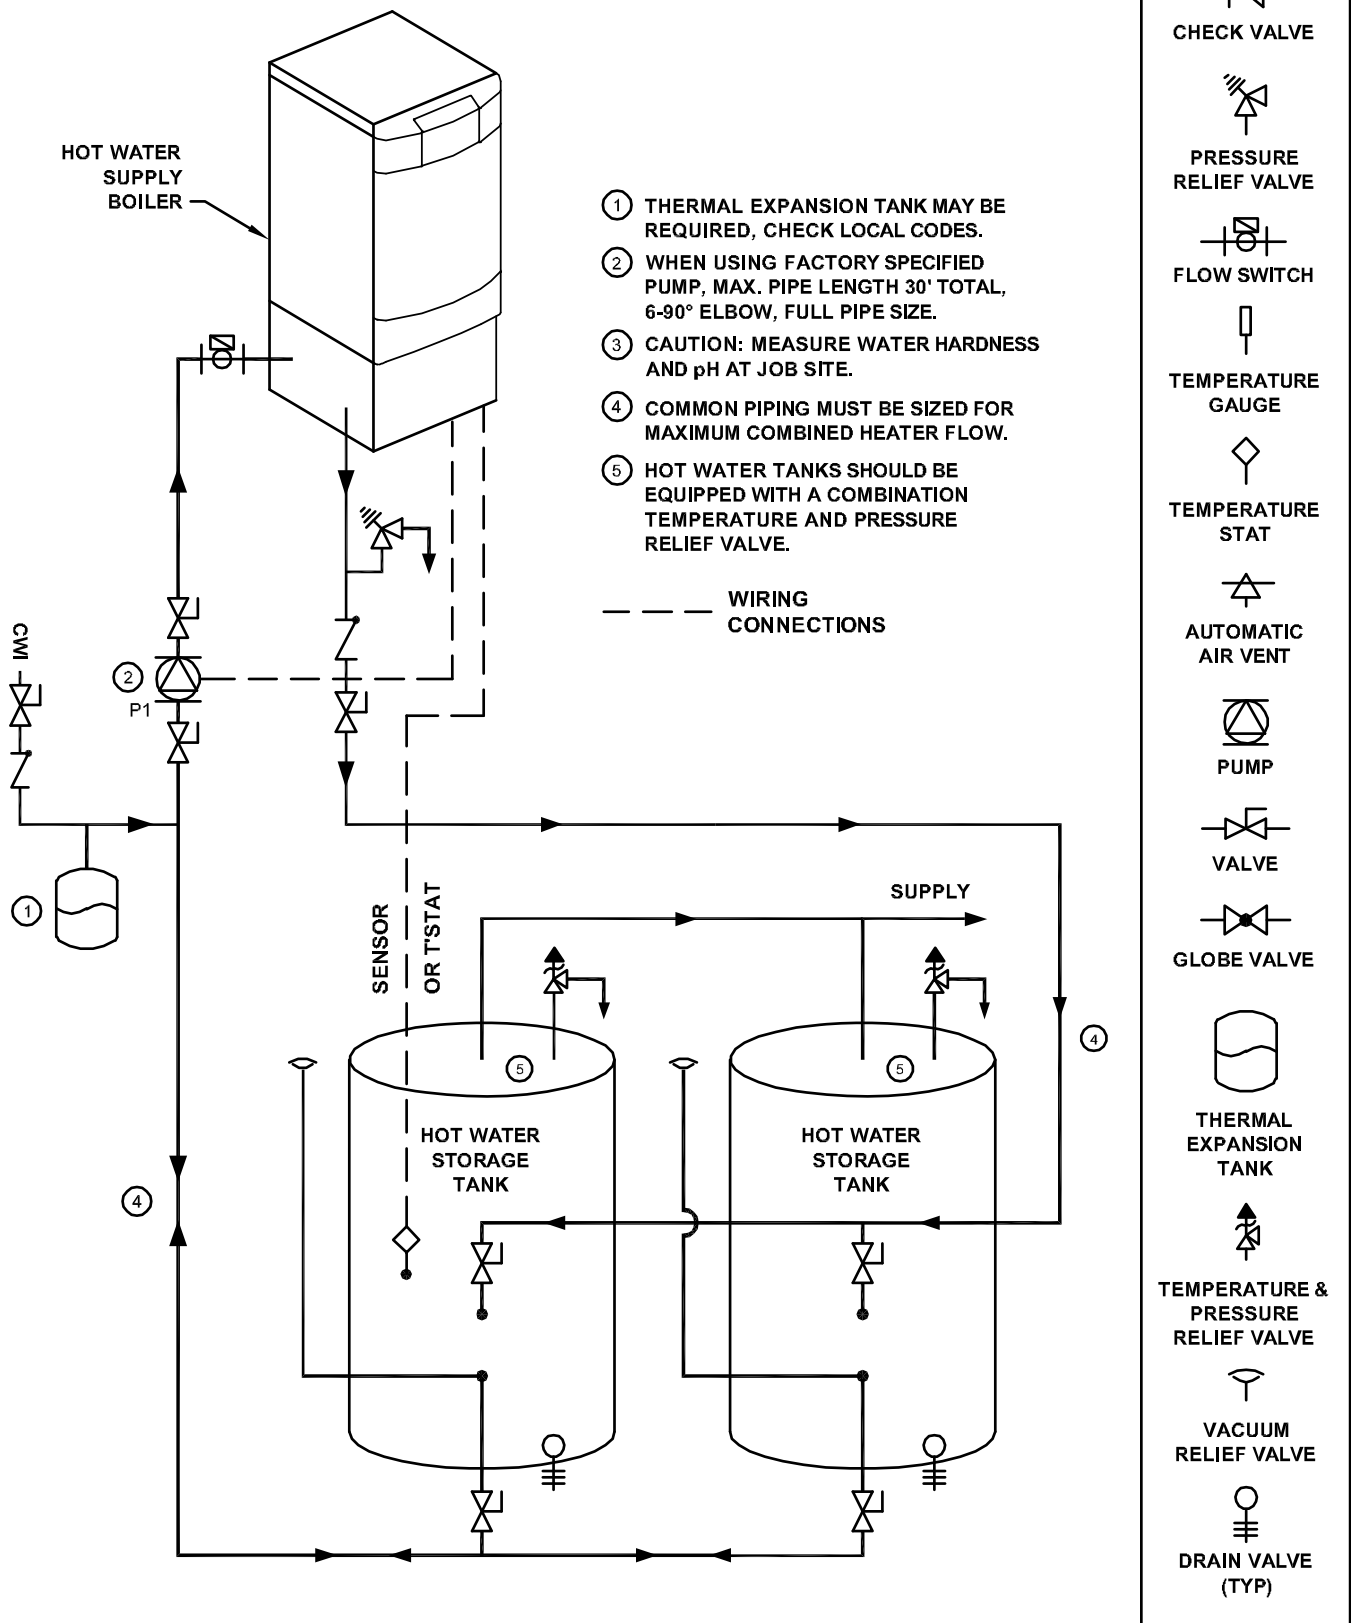 HOT WATER
SUPPLY
BOILER
1 THERMAL EXPANSION TANK MAY BE
REQUIRED, CHECK LOCAL CODES.
2 WHEN USING FACTORY SPECIFIED
PUMP, MAX. PIPE LENGTH 30' TOTAL,
6-90° ELBOW, FULL PIPE SIZE.
3 CAUTION: MEASURE WATER HARDNESS
AND pH AT JOB SITE.
4 COMMON PIPING MUST BE SIZED FOR
MAXIMUM COMBINED HEATER FLOW.
5 HOT WATER TANKS SHOULD BE
EQUIPPED WITH A COMBINATION
TEMPERATURE AND PRESSURE
RELIEF VALVE.
WIRING
CONNECTIONS
CWI
2
P1
1
SENSOR
OR T'STAT
SUPPLY
4
5
5
HOT WATER
STORAGE
TANK
HOT WATER
STORAGE
TANK
4
CHECK VALVE
PRESSURE
RELIEF VALVE
FLOW SWITCH
TEMPERATURE
GAUGE
TEMPERATURE
STAT
AUTOMATIC
AIR VENT
PUMP
VALVE
GLOBE VALVE
THERMAL
EXPANSION
TANK
TEMPERATURE &
PRESSURE
RELIEF VALVE
VACUUM
RELIEF VALVE
DRAIN VALVE
(TYP)